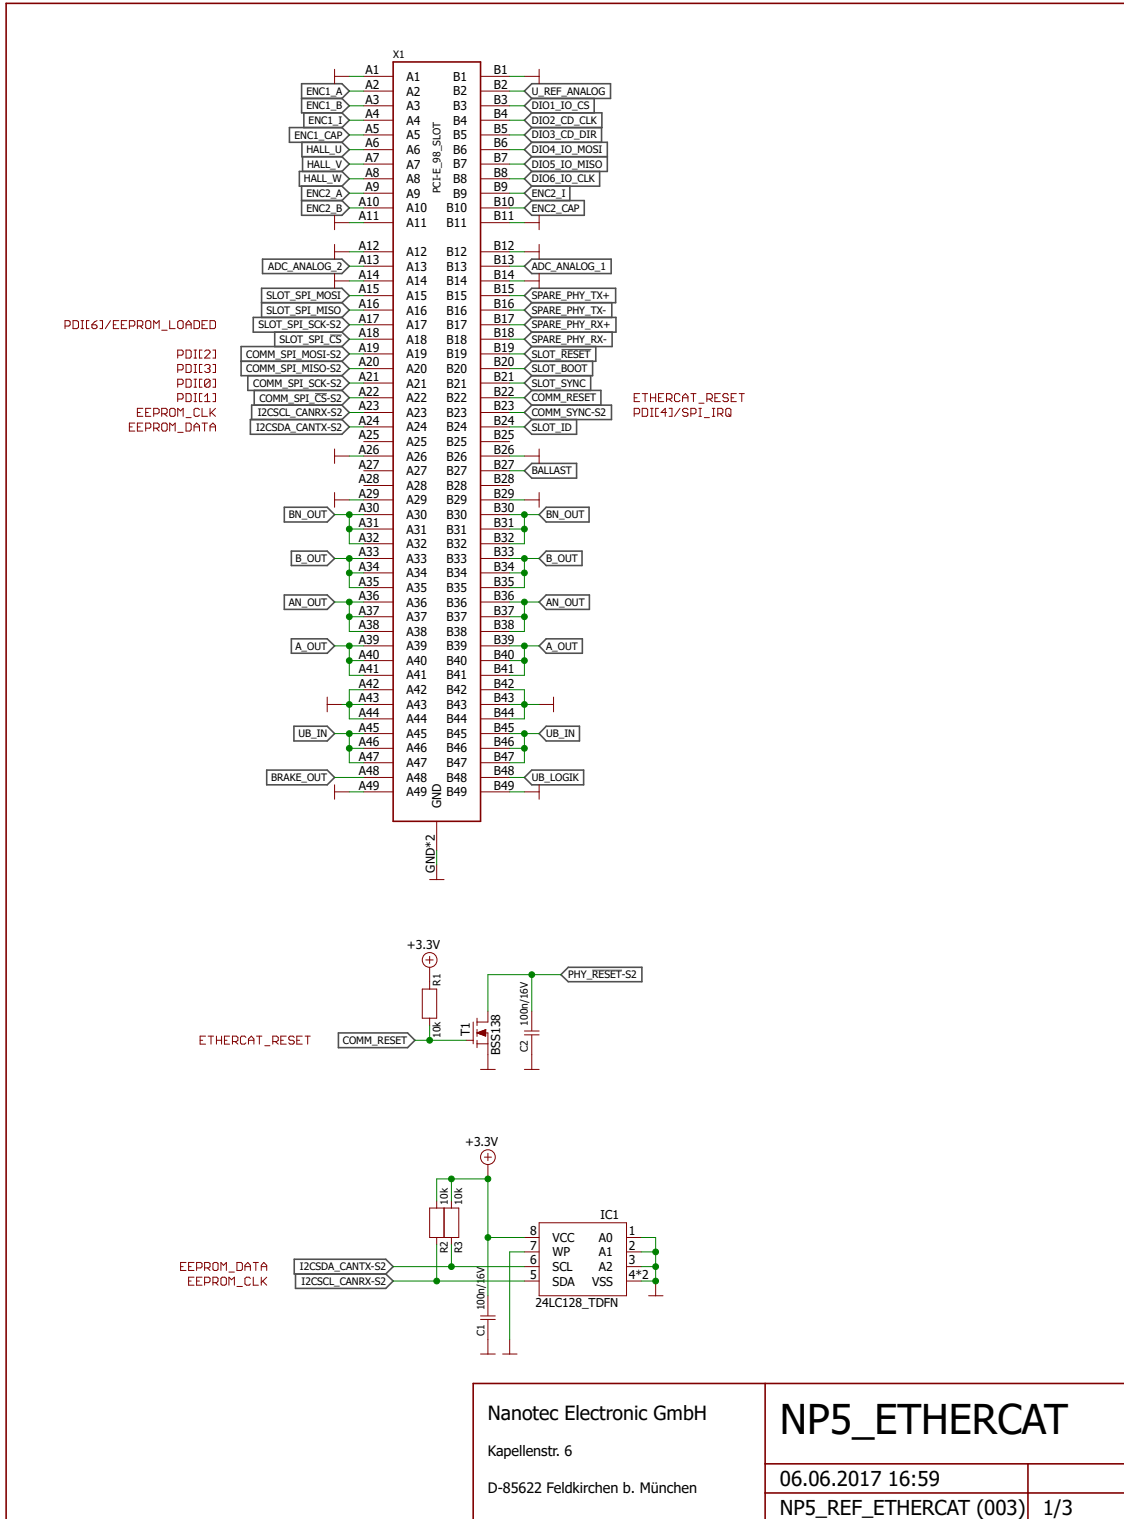 X1
PCI-E_98_SLOT
A1 A1 B1 B1
ENC1_A A2 A2 B2 B2 U_REF_ANALOG
ENC1_B A3 A3 B3 B3 DIO1_IO_CS
ENC1_I A4 A4 B4 B4 DIO2_CD_CLK
ENC1_CAP A5 A5 B5 B5 DIO3_CD_DIR
HALL_U A6 A6 B6 B6 DIO4_IO_MOSI
HALL_V A7 A7 B7 B7 DIO5_IO_MISO
HALL_W A8 A8 B8 B8 DIO6_IO_CLK
ENC2_A A9 A9 B9 B9 ENC2_I
ENC2_B A10 A10 B10 B10 ENC2_CAP
A11 A11 B11 B11
A12 A12 B12 B12
ADC_ANALOG_2 A13 A13 B13 B13 ADC_ANALOG_1
A14 A14 B14 B14
SLOT_SPI_MOSI A15 A15 B15 B15 SPARE_PHY_TX+
SLOT_SPI_MISO A16 A16 B16 B16 SPARE_PHY_TX-
PDI[6]/EEPROM_LOADED SLOT_SPI_SCK-S2 A17 A17 B17 B17 SPARE_PHY_RX+
SLOT_SPI_CS A18 A18 B18 B18 SPARE_PHY_RX-
PDI[2] COMM_SPI_MOSI-S2 A19 A19 B19 B19 SLOT_RESET
PDI[3] COMM_SPI_MISO-S2 A20 A20 B20 B20 SLOT_BOOT
PDI[0] COMM_SPI_SCK-S2 A21 A21 B21 B21 SLOT_SYNC
PDI[1] COMM_SPI_CS-S2 A22 A22 B22 B22 COMM_RESET ETHERCAT_RESET
EEPROM_CLK I2CSCL_CANRX-S2 A23 A23 B23 B23 COMM_SYNC-S2 PDI[4]/SPI_IRQ
EEPROM_DATA I2CSDA_CANTX-S2 A24 A24 B24 B24 SLOT_ID
A25 A25 B25 B25
A26 A26 B26 B26
A27 A27 B27 B27 BALLAST
A28 A28 B28 B28
A29 A29 B29 B29
BN_OUT A30 A30 B30 B30 BN_OUT
A31 A31 B31 B31
A32 A32 B32 B32
B_OUT A33 A33 B33 B33 B_OUT
A34 A34 B34 B34
A35 A35 B35 B35
AN_OUT A36 A36 B36 B36 AN_OUT
A37 A37 B37 B37
A38 A38 B38 B38
A_OUT A39 A39 B39 B39 A_OUT
A40 A40 B40 B40
A41 A41 B41 B41
A42 A42 B42 B42
A43 A43 B43 B43
A44 A44 B44 B44
UB_IN A45 A45 B45 B45 UB_IN
A46 A46 B46 B46
A47 A47 B47 B47
BRAKE_OUT A48 A48 B48 B48 UB_LOGIK
A49 A49 B49 B49
GND
GND*2
+3.3V
R1
10k
PHY_RESET-S2
100n/16V
C2
T1
BSS138
ETHERCAT_RESET COMM_RESET
+3.3V
10k 10k
R2 R3
IC1
8 VCC A0 1
7 WP A1 2
EEPROM_DATA I2CSDA_CANTX-S2 6 SCL A2 3
EEPROM_CLK I2CSCL_CANRX-S2 5 SDA VSS 4*2
24LC128_TDFN
100n/16V
C1
Nanotec Electronic GmbH
Kapellenstr. 6
D-85622 Feldkirchen b. München
NP5_ETHERCAT
06.06.2017 16:59
NP5_REF_ETHERCAT (003) 1/3